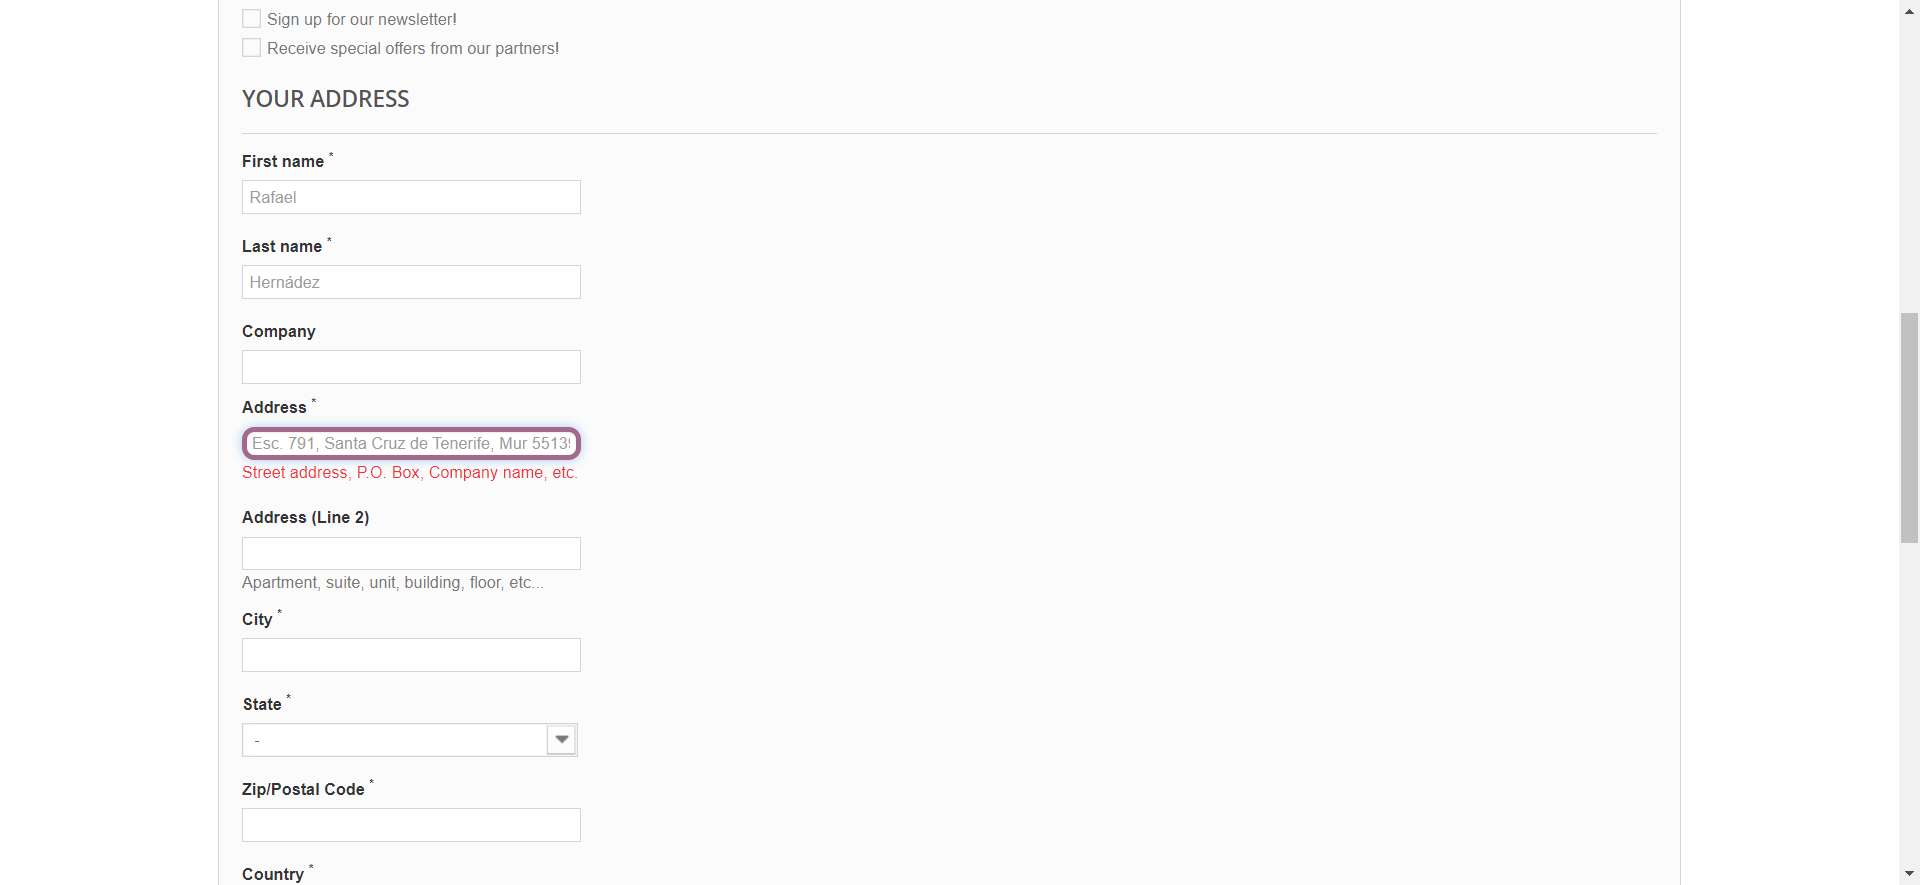 Sign up for our newsletter!
Receive special offers from our partners!
YOUR ADDRESS
First name *
Rafael
Last name *
Hernádez
Company
Address *
Esc. 791, Santa Cruz de Tenerife, Mur 55139
Street address, P.O. Box, Company name, etc.
Address (Line 2)
Apartment, suite, unit, building, floor, etc...
City *
State *
-
Zip/Postal Code *
Country *